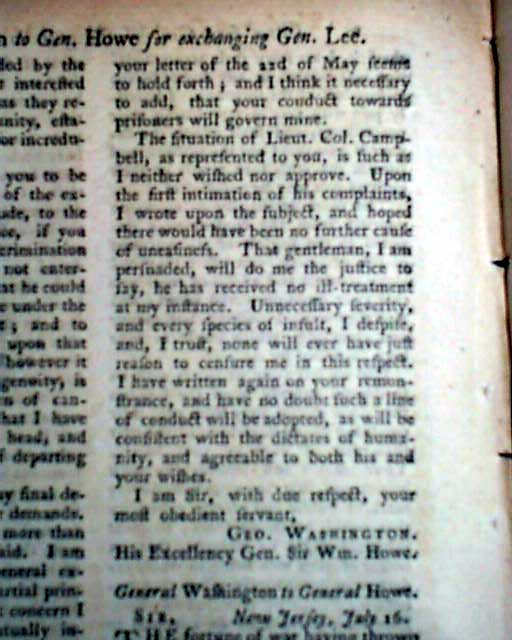 to Gen. Howe for exchanging Gen. Lee.
ded by the
interested
as they re-
unity, esta-
or incredu-
you to be
of the ex-
ade, to the
ce, if you
crimination
not enter-
at he could
e under the
; and to
upon that
however it
genuity, is
n of can-
hat I have
head, and
f departing
ny final de-
r demands.
more than
aid. I am
eneral ex-
artial prin-
t concern I
tually in-
your letter of the 22d of May ſeems
to hold forth; and I think it neceſſary
to add, that your conduct towards
priſoners will govern mine.
The ſituation of Lieut. Col. Camp-
bell, as repreſented to you, is ſuch as
I neither wiſhed nor approve. Upon
the firſt intimation of his complaints,
I wrote upon the ſubject, and hoped
there would have been no further cauſe
of uneaſineſs. That gentleman, I am
perſuaded, will do me the juſtice to
ſay, he has received no ill-treatment
at my inſtance. Unneceſſary ſeverity,
and every ſpecies of inſult, I deſpiſe,
and, I truſt, none will ever have juſt
reaſon to cenſure me in this reſpect.
I have written again on your remon-
ſtrance, and have no doubt ſuch a line
of conduct will be adopted, as will be
conſiſtent with the dictates of huma-
nity, and agreeable to both his and
your wiſhes.
I am Sir, with due reſpect, your
moſt obedient ſervant,
GEO. WASHINGTON.
His Excellency Gen. Sir Wm. Howe.
General Waſhington to General Howe.
SIR, New Jerſey, July 16.
THE fortune of war having thrown